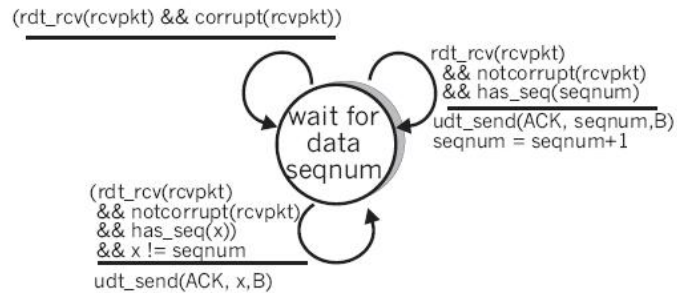 (rdt_rcv(rcvpkt) && corrupt(rcvpkt))
rdt_rcv(rcvpkt)
&& notcorrupt(rcvpkt)
&& has_seq(seqnum)
udt_send(ACK, seqnum,B)
seqnum = seqnum+1
wait for
data
seqnum
(rdt_rcv(rcvpkt)
&& notcorrupt(rcvpkt)
&& has_seq(x))
&& x != seqnum
udt_send(ACK, x,B)